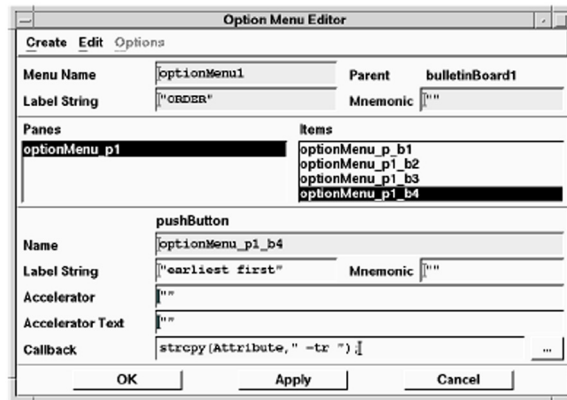 Option Menu Editor
Create Edit Options
Menu Name optionMenu1 Parent bulletinBoard1
Label String "ORDER" Mnemonic ""
Panes Items
optionMenu_p1 optionMenu_p_b1
optionMenu_p1_b2
optionMenu_p1_b3
optionMenu_p1_b4
pushButton
Name optionMenu_p1_b4
Label String "earliest first" Mnemonic ""
Accelerator ""
Accelerator Text ""
Callback strcpy(Attribute," -tr "); ...
OK Apply Cancel